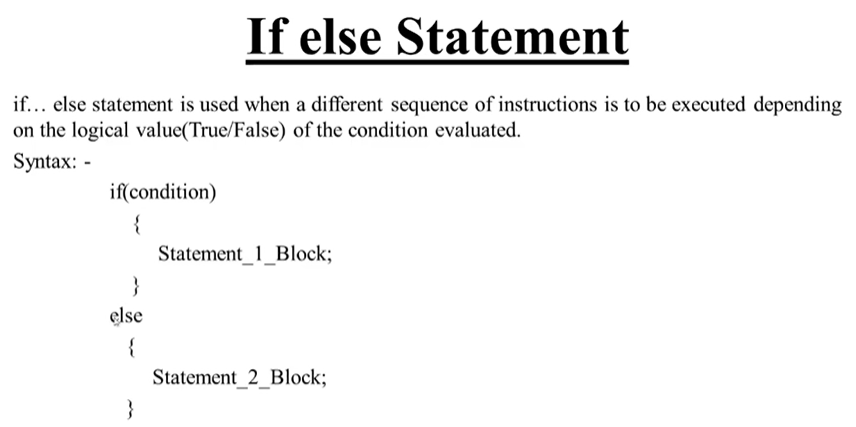 If else Statement
if... else statement is used when a different sequence of instructions is to be executed depending
on the logical value(True/False) of the condition evaluated.
Syntax: -
if(condition)
{
Statement_1_Block;
}
else
{
Statement_2_Block;
}